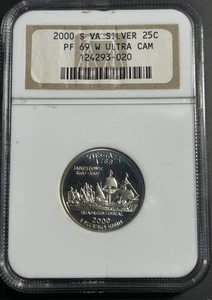 2000 S VA SILVER 25C
PF 69 W ULTRA CAM
124293-020
VIRGINIA
1788
JAMESTOWN
1607-2007
QUADRICENTENNIAL
2000
E PLURIBUS UNUM